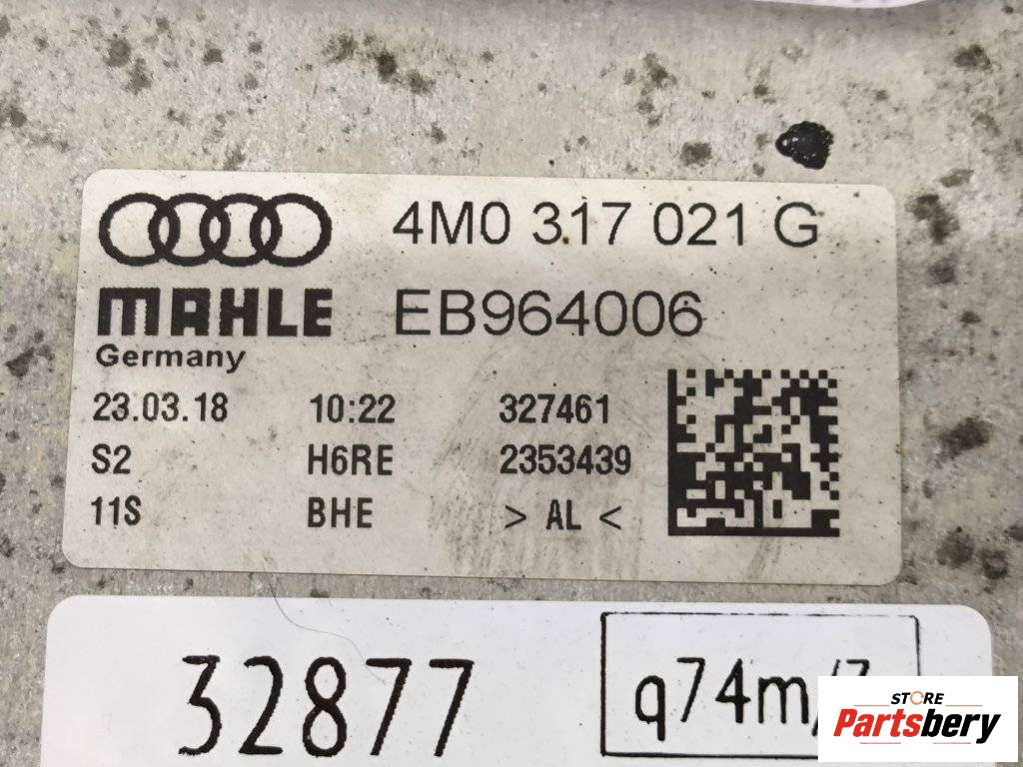 4M0 317 021 G
MAHLE EB964006
Germany
23.03.18 10:22 327461
S2 H6RE 2353439
11S BHE > AL <
32877 q74m/
STORE
Partsbery